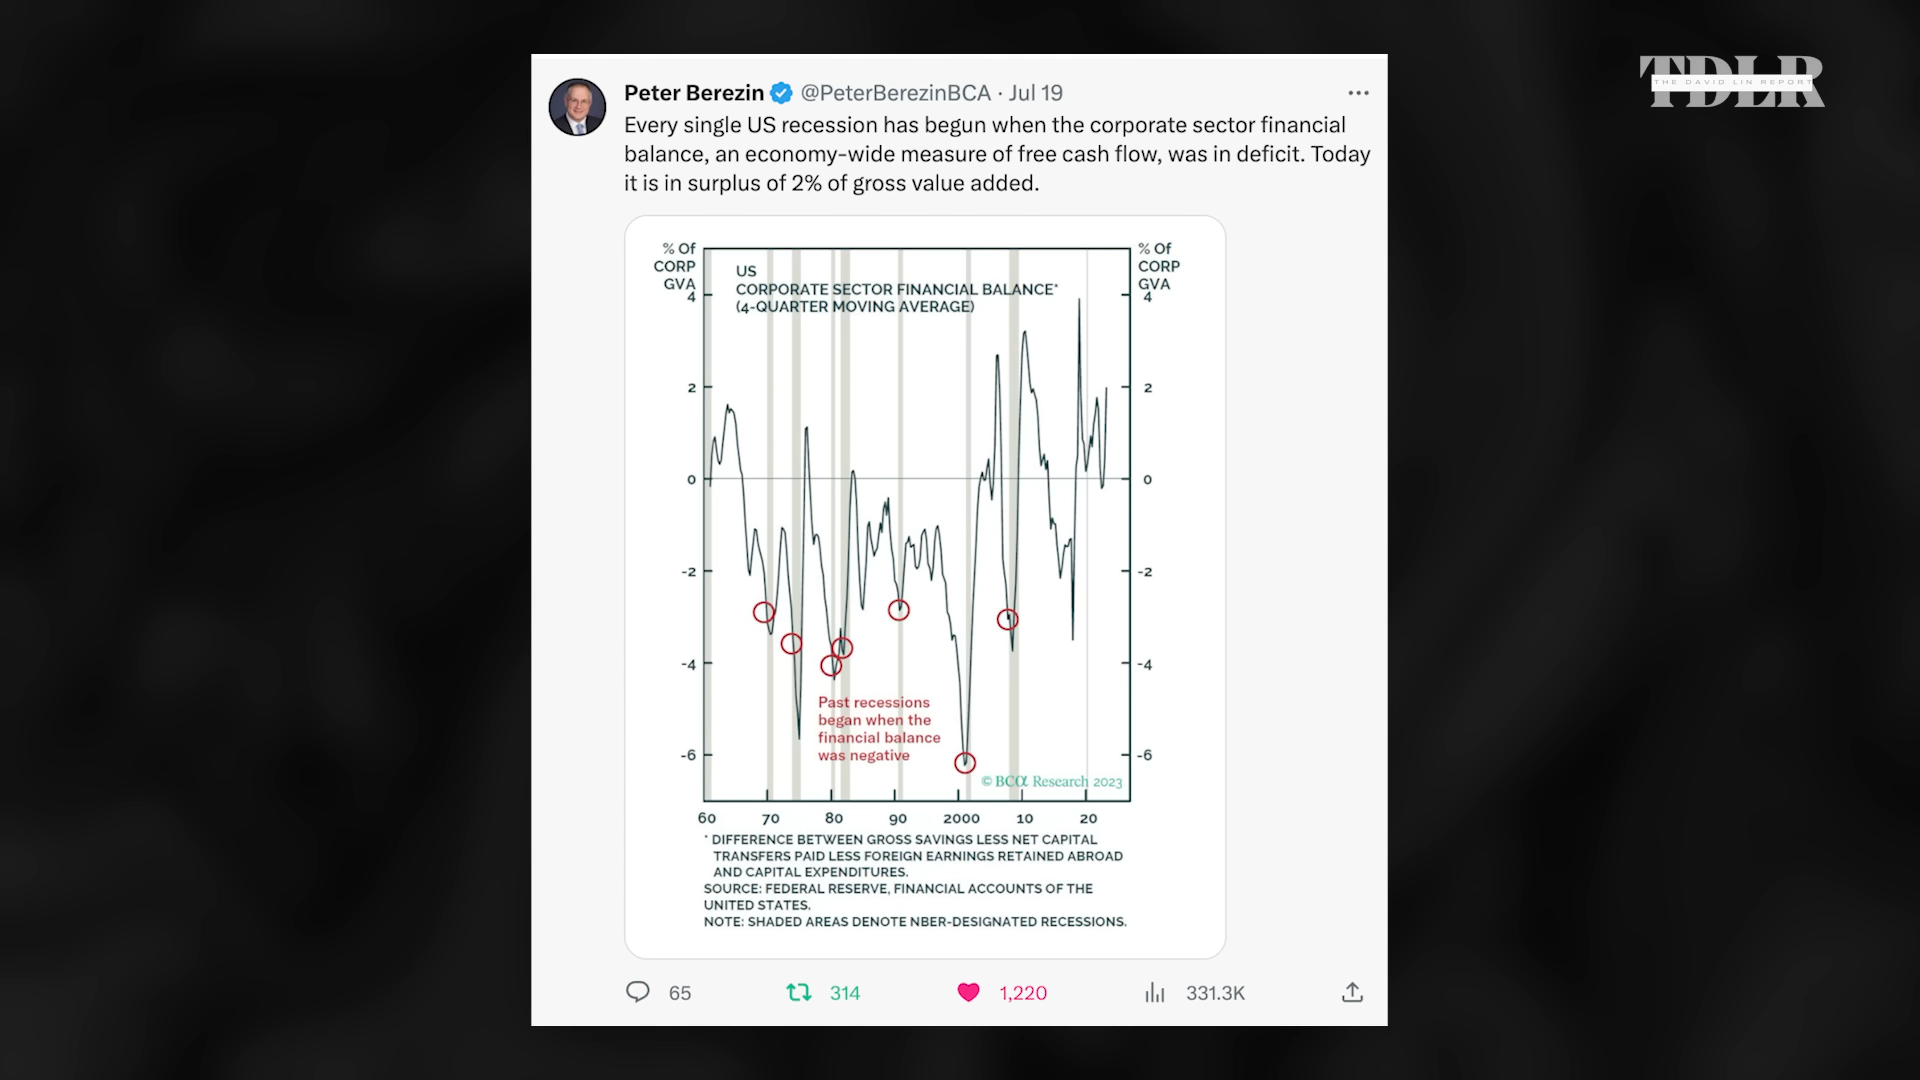 TDLR
THE DAVID LIN REPORT
Peter Berezin @PeterBerezinBCA · Jul 19
Every single US recession has begun when the corporate sector financial
balance, an economy-wide measure of free cash flow, was in deficit. Today
it is in surplus of 2% of gross value added.
% Of
CORP
GVA
% Of
CORP
GVA
US
CORPORATE SECTOR FINANCIAL BALANCE*
(4-QUARTER MOVING AVERAGE)
4 4
2 2
0 0
-2 -2
-4 -4
-6 -6
Past recessions
began when the
financial balance
was negative
© BCα Research 2023
60 70 80 90 2000 10 20
* DIFFERENCE BETWEEN GROSS SAVINGS LESS NET CAPITAL
TRANSFERS PAID LESS FOREIGN EARNINGS RETAINED ABROAD
AND CAPITAL EXPENDITURES.
SOURCE: FEDERAL RESERVE, FINANCIAL ACCOUNTS OF THE
UNITED STATES.
NOTE: SHADED AREAS DENOTE NBER-DESIGNATED RECESSIONS.
65 314 1,220 331.3K